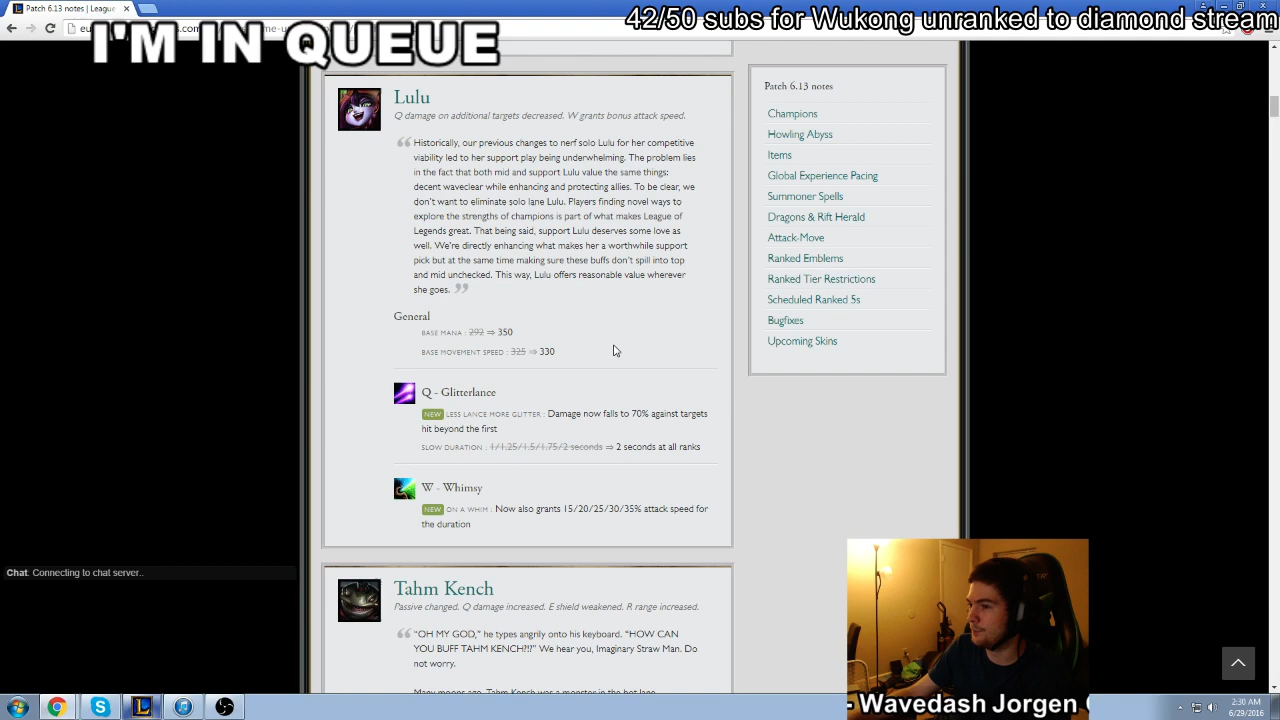 Patch 6.13 notes | League
I'M IN QUEUE
42/50 subs for Wukong unranked to diamond stream
Lulu
Q damage on additional targets decreased. W grants bonus attack speed.
Historically, our previous changes to nerf solo Lulu for her competitive
viability led to her support play being underwhelming. The problem lies
in the fact that both mid and support Lulu value the same things:
decent waveclear while enhancing and protecting allies. To be clear, we
don't want to eliminate solo lane Lulu. Players finding novel ways to
explore the strengths of champions is part of what makes League of
Legends great. That being said, support Lulu deserves some love as
well. We're directly enhancing what makes her a worthwhile support
pick but at the same time making sure these buffs don't spill into top
and mid unchecked. This way, Lulu offers reasonable value wherever
she goes.
General
BASE MANA : 292 ⇒ 350
BASE MOVEMENT SPEED : 325 ⇒ 330
Q - Glitterlance
NEW LESS LANCE MORE GLITTER : Damage now falls to 70% against targets
hit beyond the first
SLOW DURATION : 1/1.25/1.5/1.75/2 seconds ⇒ 2 seconds at all ranks
W - Whimsy
NEW ON A WHIM : Now also grants 15/20/25/30/35% attack speed for
the duration
Tahm Kench
Passive changed. Q damage increased. E shield weakened. R range increased.
"OH MY GOD," he types angrily onto his keyboard. "HOW CAN
YOU BUFF TAHM KENCH?!?" We hear you, Imaginary Straw Man. Do
not worry.
Many moons ago, Tahm Kench was a monster in the bot lane
Patch 6.13 notes
Champions
Howling Abyss
Items
Global Experience Pacing
Summoner Spells
Dragons & Rift Herald
Attack-Move
Ranked Emblems
Ranked Tier Restrictions
Scheduled Ranked 5s
Bugfixes
Upcoming Skins
Chat: Connecting to chat server..
- Wavedash Jorgen
2:30 AM
6/29/2016